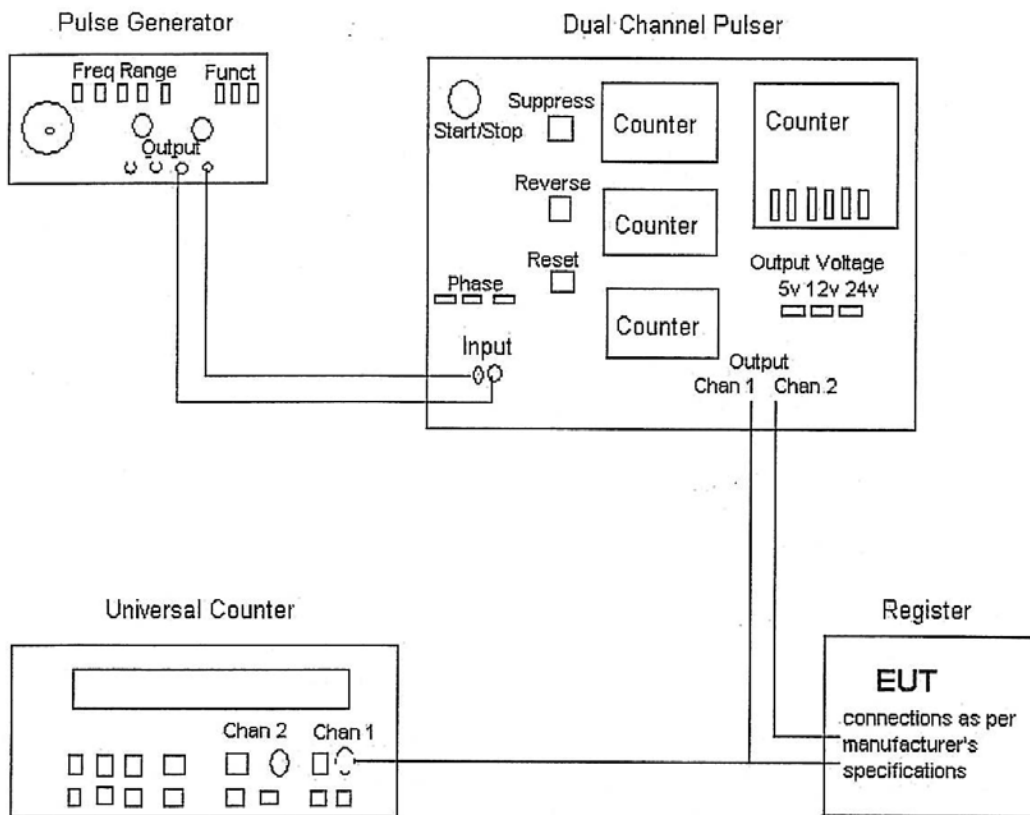 Pulse Generator
Freq Range Funct
Output
Dual Channel Pulser
Start/Stop
Suppress
Reverse
Reset
Phase
Input
Counter
Counter
Counter
Counter
Output Voltage
5v 12v 24v
Output
Chan 1 Chan 2
Universal Counter
Chan 2 Chan 1
Register
EUT
connections as per
manufacturer's
specifications